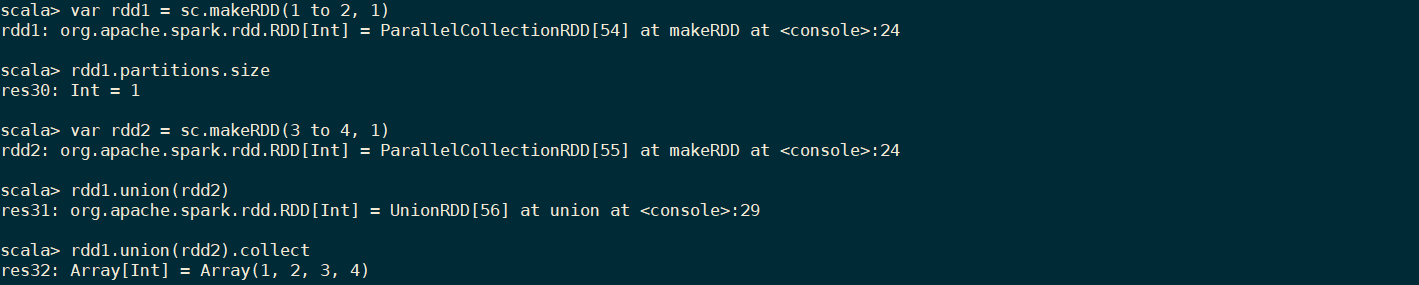 scala> var rdd1 = sc.makeRDD(1 to 2, 1)
rdd1: org.apache.spark.rdd.RDD[Int] = ParallelCollectionRDD[54] at makeRDD at <console>:24
scala> rdd1.partitions.size
res30: Int = 1
scala> var rdd2 = sc.makeRDD(3 to 4, 1)
rdd2: org.apache.spark.rdd.RDD[Int] = ParallelCollectionRDD[55] at makeRDD at <console>:24
scala> rdd1.union(rdd2)
res31: org.apache.spark.rdd.RDD[Int] = UnionRDD[56] at union at <console>:29
scala> rdd1.union(rdd2).collect
res32: Array[Int] = Array(1, 2, 3, 4)